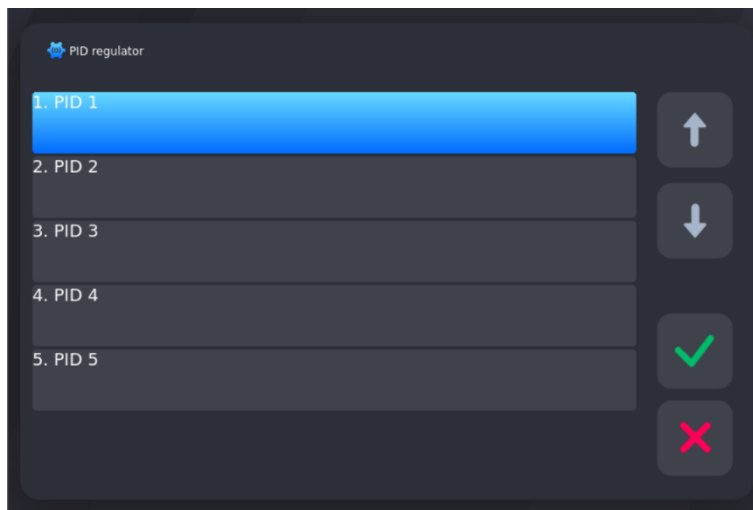 PID regulator
1. PID 1
2. PID 2
3. PID 3
4. PID 4
5. PID 5